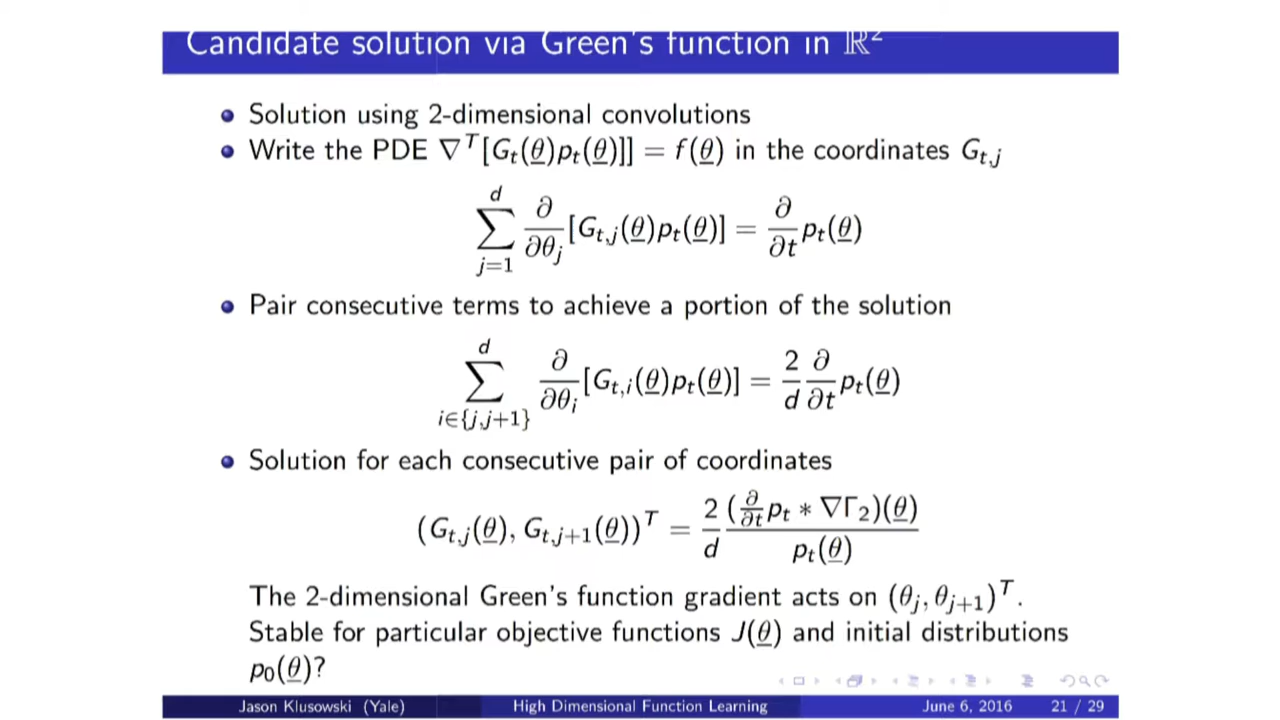 Candidate solution via Green's function in ℝ²
Solution using 2-dimensional convolutions
Write the PDE ∇ᵀ[G_t(θ̲)p_t(θ̲)]] = f(θ̲) in the coordinates G_{t,j}
∑_{j=1}^{d} ∂/∂θ_j [G_{t,j}(θ̲)p_t(θ̲)] = ∂/∂t p_t(θ̲)
Pair consecutive terms to achieve a portion of the solution
∑_{i∈{j,j+1}}^{d} ∂/∂θ_i [G_{t,i}(θ̲)p_t(θ̲)] = 2/d ∂/∂t p_t(θ̲)
Solution for each consecutive pair of coordinates
(G_{t,j}(θ̲), G_{t,j+1}(θ̲))ᵀ = 2/d (∂/∂t p_t * ∇Γ₂)(θ̲) / p_t(θ̲)
The 2-dimensional Green's function gradient acts on (θ_j, θ_{j+1})ᵀ.
Stable for particular objective functions J(θ̲) and initial distributions
p₀(θ̲)?
Jason Klusowski (Yale) High Dimensional Function Learning June 6, 2016 21 / 29